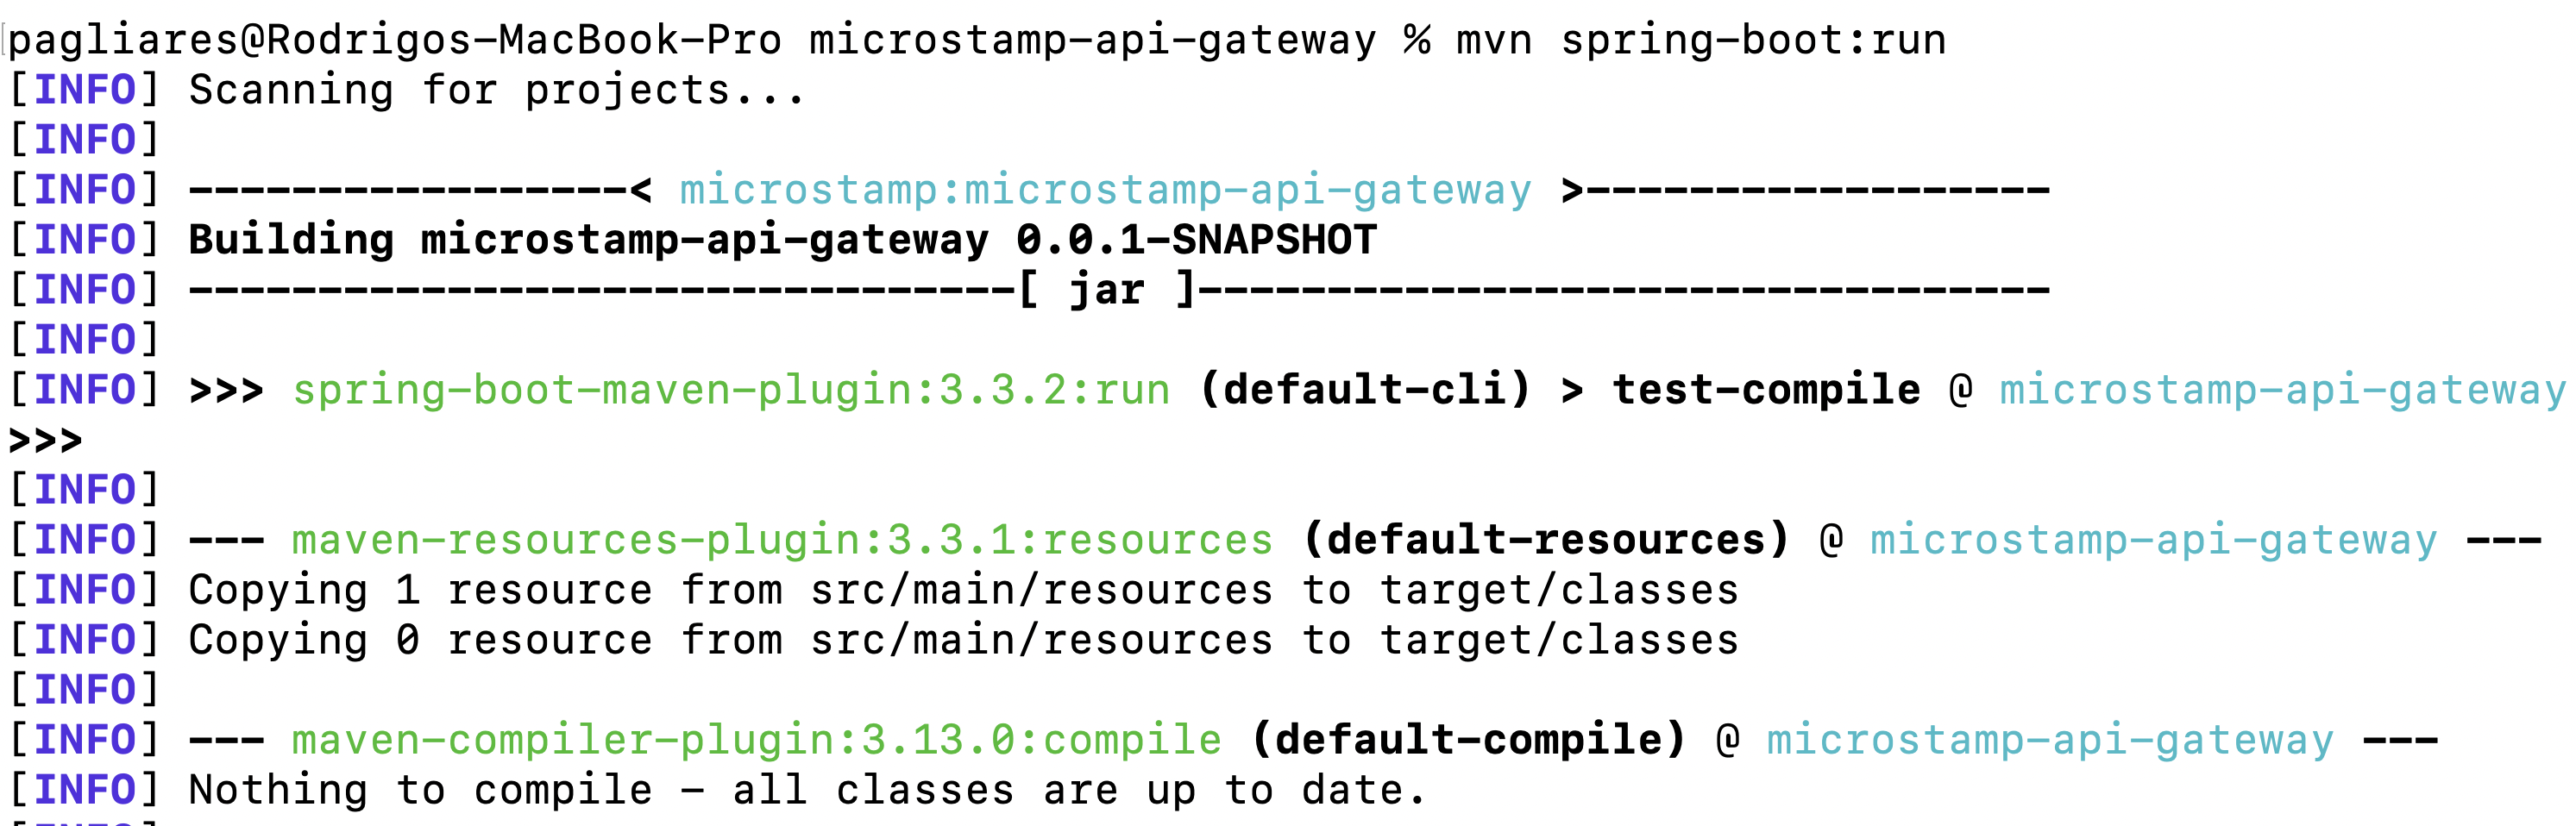 pagliares@Rodrigos-MacBook-Pro microstamp-api-gateway % mvn spring-boot:run
[INFO] Scanning for projects...
[INFO]
[INFO] -----------------< microstamp:microstamp-api-gateway >------------------
[INFO] Building microstamp-api-gateway 0.0.1-SNAPSHOT
[INFO] --------------------------------[ jar ]---------------------------------
[INFO]
[INFO] >>> spring-boot-maven-plugin:3.3.2:run (default-cli) > test-compile @ microstamp-api-gateway
>>>
[INFO]
[INFO] --- maven-resources-plugin:3.3.1:resources (default-resources) @ microstamp-api-gateway ---
[INFO] Copying 1 resource from src/main/resources to target/classes
[INFO] Copying 0 resource from src/main/resources to target/classes
[INFO]
[INFO] --- maven-compiler-plugin:3.13.0:compile (default-compile) @ microstamp-api-gateway ---
[INFO] Nothing to compile - all classes are up to date.